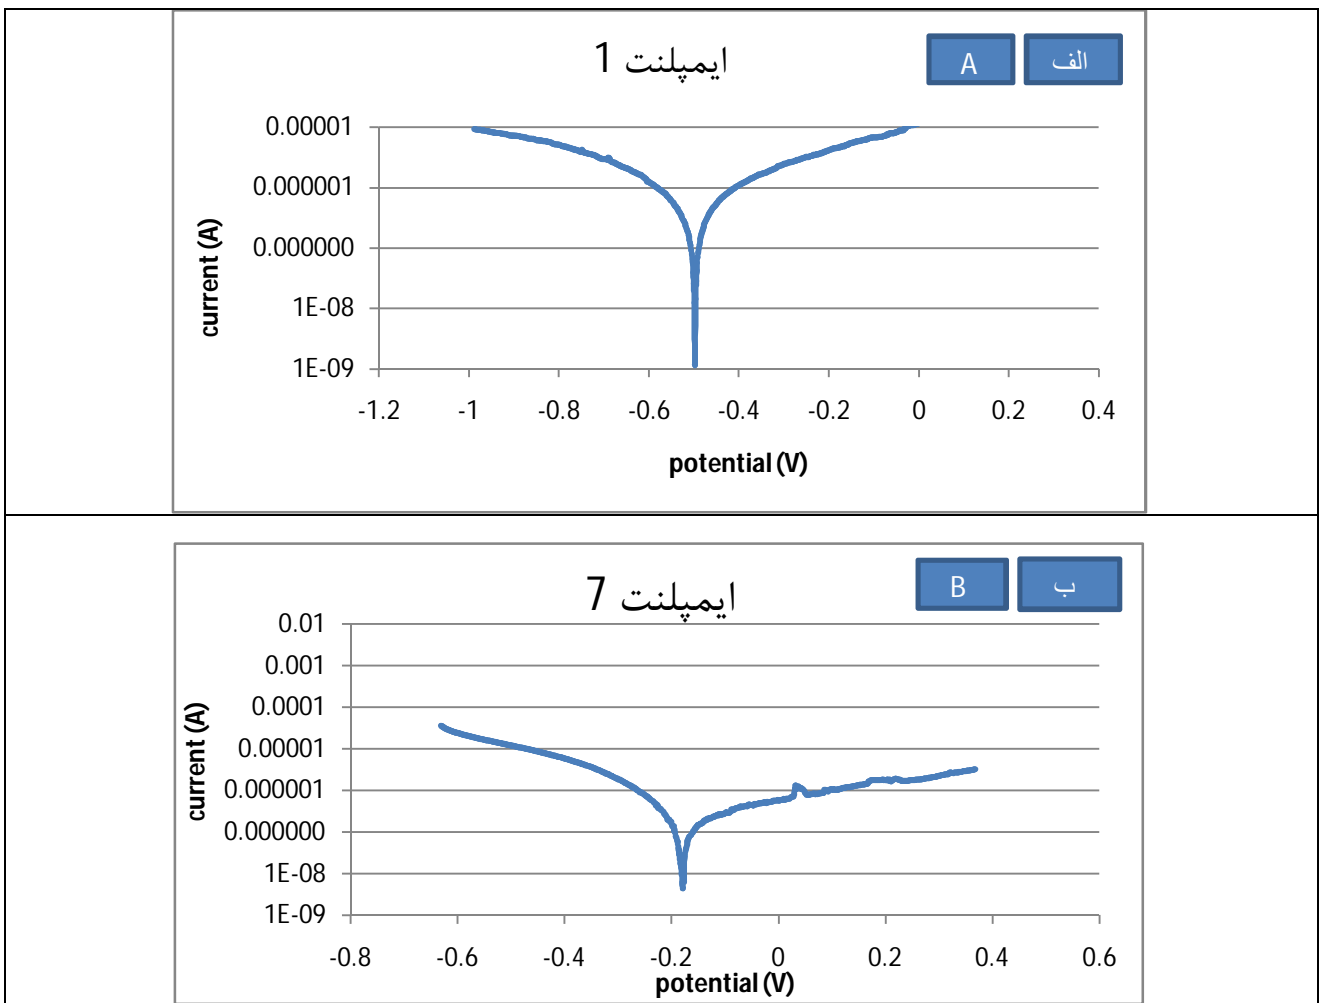 ایمپلنت 1
A
الف
0.00001
0.000001
0.000000
1E-08
1E-09
current (A)
-1.2 -1 -0.8 -0.6 -0.4 -0.2 0 0.2 0.4
potential (V)
ایمپلنت 7
B
ب
0.01
0.001
0.0001
0.00001
0.000001
0.000000
1E-08
1E-09
current (A)
-0.8 -0.6 -0.4 -0.2 0 0.2 0.4 0.6
potential (V)